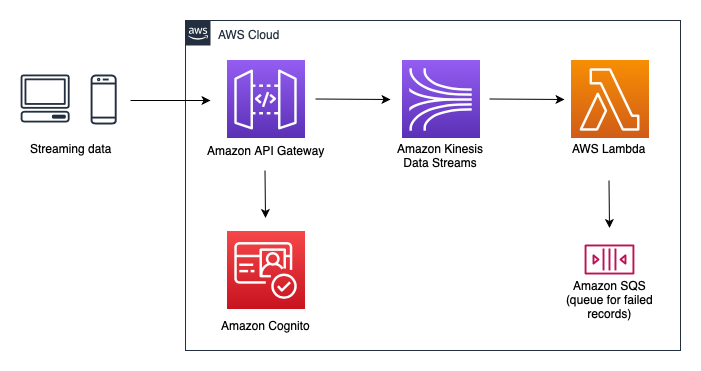 aws
AWS Cloud
</>
Streaming data
Amazon API Gateway
Amazon Kinesis
Data Streams
AWS Lambda
Amazon Cognito
Amazon SQS
(queue for failed
records)